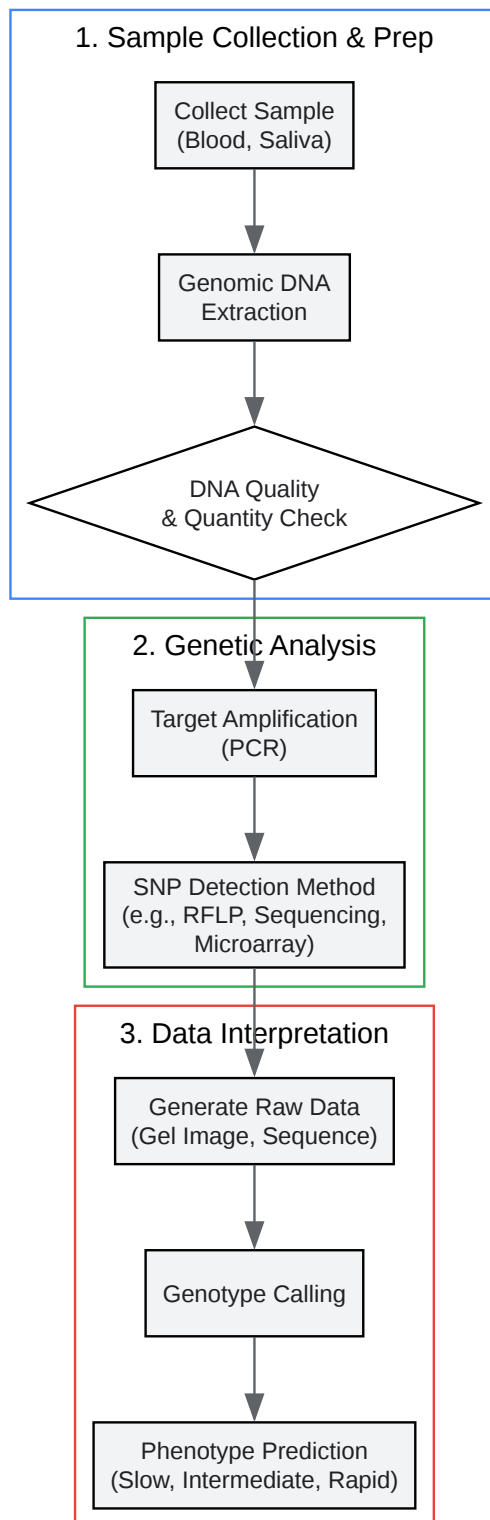 1. Sample Collection & Prep
Collect Sample
(Blood, Saliva)
Genomic DNA
Extraction
DNA Quality
& Quantity Check
2. Genetic Analysis
Target Amplification
(PCR)
SNP Detection Method
(e.g., RFLP, Sequencing,
Microarray)
3. Data Interpretation
Generate Raw Data
(Gel Image, Sequence)
Genotype Calling
Phenotype Prediction
(Slow, Intermediate, Rapid)